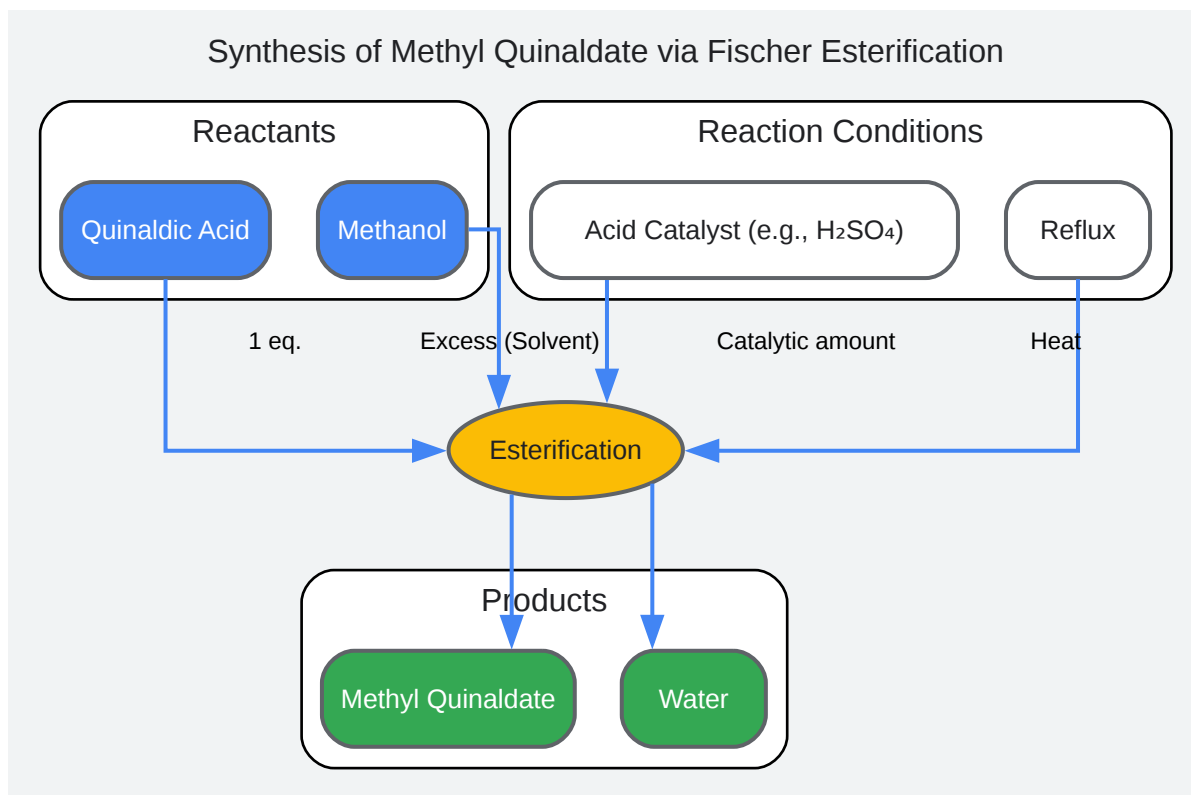 Synthesis of Methyl Quinaldate via Fischer Esterification
Reactants
Reaction Conditions
Quinaldic Acid
Methanol
Acid Catalyst (e.g., H₂SO₄)
Reflux
1 eq.
Excess (Solvent)
Catalytic amount
Heat
Esterification
Products
Methyl Quinaldate
Water